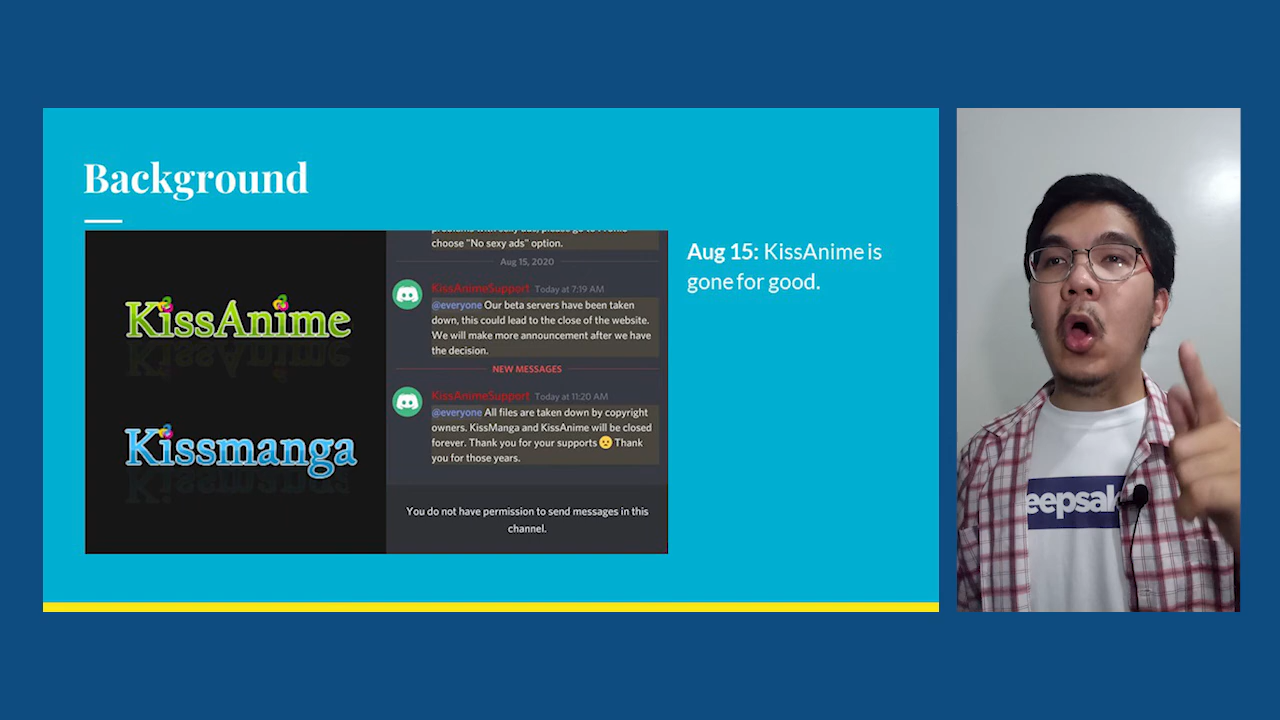 Background
KissAnime
Kissmanga
choose "No sexy ads" option.
Aug 15, 2020
KissAnimeSupport Today at 7:19 AM
@everyone Our beta servers have been taken
down, this could lead to the close of the website.
We will make more announcement after we have
the decision.
NEW MESSAGES
KissAnimeSupport Today at 11:20 AM
@everyone All files are taken down by copyright
owners. KissManga and KissAnime will be closed
forever. Thank you for your supports 😟 Thank
you for those years.
You do not have permission to send messages in this
channel.
Aug 15: KissAnime is
gone for good.
eepsak